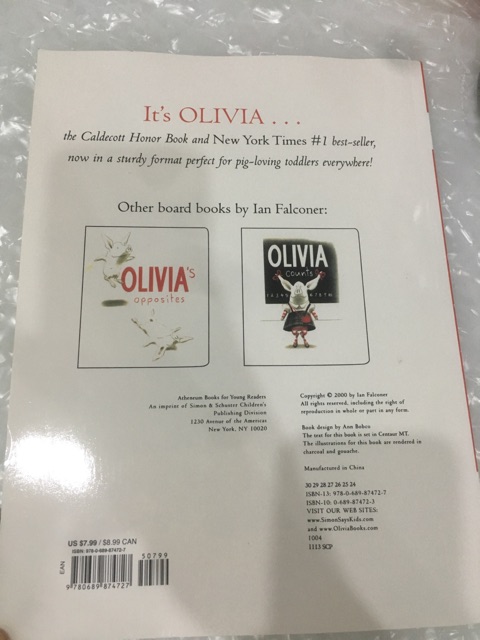 It's OLIVIA . . .
the Caldecott Honor Book and New York Times #1 best-seller,
now in a sturdy format perfect for pig-loving toddlers everywhere!
Other board books by Ian Falconer:
OLIVIA's
opposites
OLIVIA
counts
Atheneum Books for Young Readers
An imprint of Simon & Schuster Children's
Publishing Division
1230 Avenue of the Americas
New York, NY 10020
Copyright © 2000 by Ian Falconer
All rights reserved, including the right of
reproduction in whole or part in any form.
Book design by Ann Bobco
The text for this book is set in Centaur MT.
The illustrations for this book are rendered in
charcoal and gouache.
Manufactured in China
30 29 28 27 26 25 24
ISBN-13: 978-0-689-87472-7
ISBN-10: 0-689-87472-3
VISIT OUR WEB SITES:
www.SimonSaysKids.com
and www.OliviaBooks.com
1004
1113 SCP
US $7.99 / $8.99 CAN
ISBN: 978-0-689-87472-7
50799
EAN
9 780689 874727